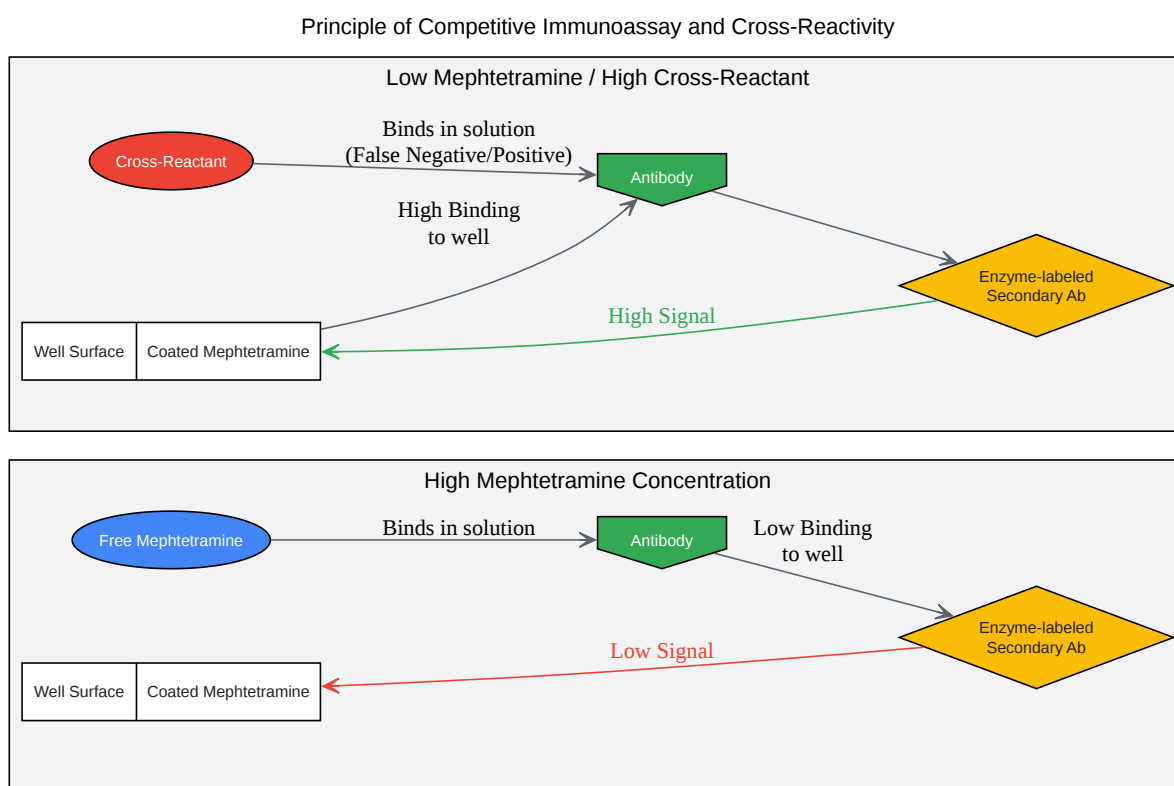 Principle of Competitive Immunoassay and Cross-Reactivity
Low Mephtetramine / High Cross-Reactant
Cross-Reactant
Binds in solution
(False Negative/Positive)
Antibody
High Binding
to well
Enzyme-labeled
Secondary Ab
High Signal
Well Surface
Coated Mephtetramine
High Mephtetramine Concentration
Free Mephtetramine
Binds in solution
Antibody
Low Binding
to well
Enzyme-labeled
Secondary Ab
Low Signal
Well Surface
Coated Mephtetramine